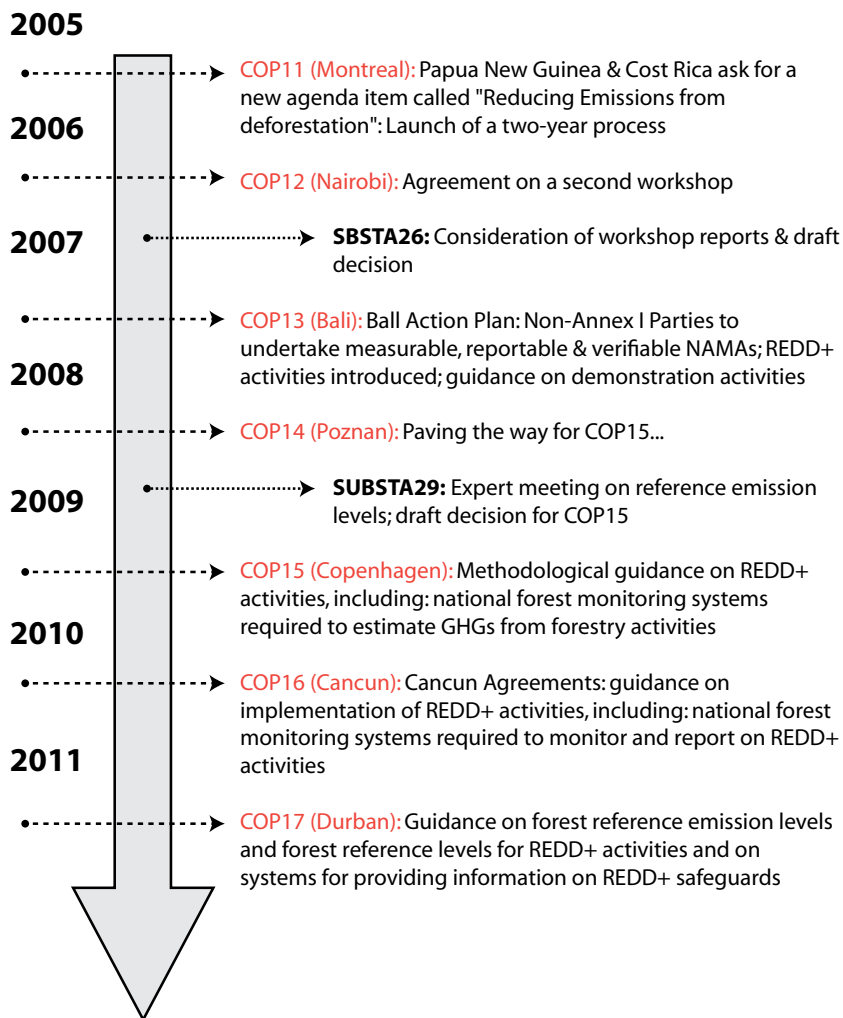 2005
COP11 (Montreal): Papua New Guinea & Cost Rica ask for a
new agenda item called "Reducing Emissions from
deforestation": Launch of a two-year process
2006
COP12 (Nairobi): Agreement on a second workshop
2007
SBSTA26: Consideration of workshop reports & draft
decision
COP13 (Bali): Ball Action Plan: Non-Annex I Parties to
undertake measurable, reportable & verifiable NAMAs; REDD+
activities introduced; guidance on demonstration activities
2008
COP14 (Poznan): Paving the way for COP15...
2009
SUBSTA29: Expert meeting on reference emission
levels; draft decision for COP15
COP15 (Copenhagen): Methodological guidance on REDD+
activities, including: national forest monitoring systems
required to estimate GHGs from forestry activities
2010
COP16 (Cancun): Cancun Agreements: guidance on
implementation of REDD+ activities, including: national forest
monitoring systems required to monitor and report on REDD+
activities
2011
COP17 (Durban): Guidance on forest reference emission levels
and forest reference levels for REDD+ activities and on
systems for providing information on REDD+ safeguards